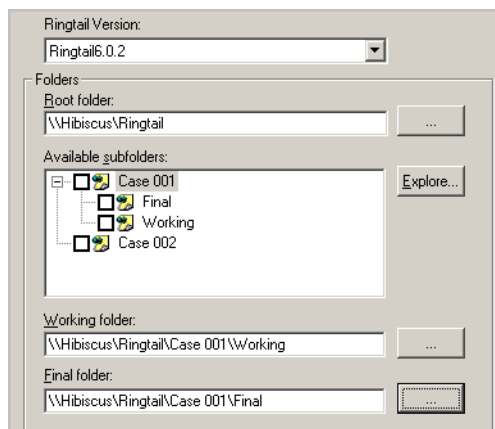 Ringtail Version:
Ringtail6.0.2
Folders
Root folder:
\\Hibiscus\Ringtail
...
Available subfolders:
Case 001
Final
Working
Case 002
Explore...
Working folder:
\\Hibiscus\Ringtail\Case 001\Working
...
Final folder:
\\Hibiscus\Ringtail\Case 001\Final
...